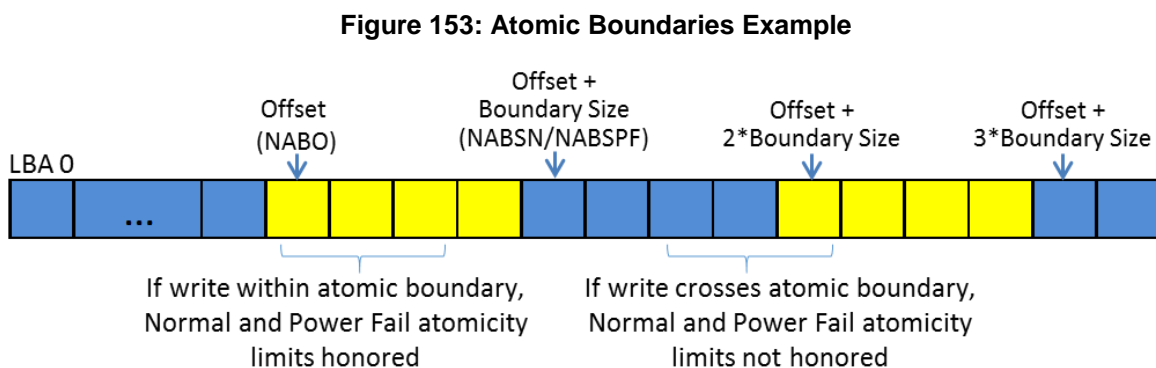 Figure 153: Atomic Boundaries Example
Offset
(NABO)
Offset +
Boundary Size
(NABSN/NABSPF)
Offset +
2*Boundary Size
Offset +
3*Boundary Size
LBA 0
...
If write within atomic boundary,
Normal and Power Fail atomicity
limits honored
If write crosses atomic boundary,
Normal and Power Fail atomicity
limits not honored